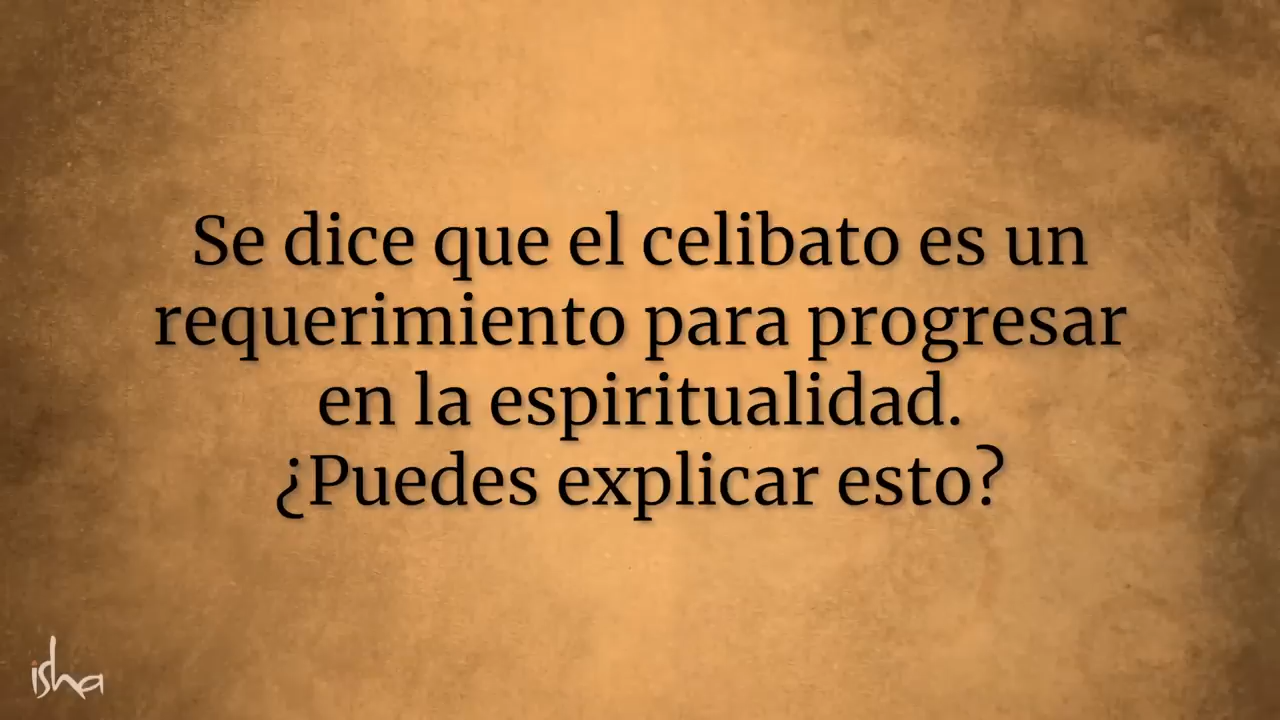 Se dice que el celibato es un
requerimiento para progresar
en la espiritualidad.
¿Puedes explicar esto?
isha